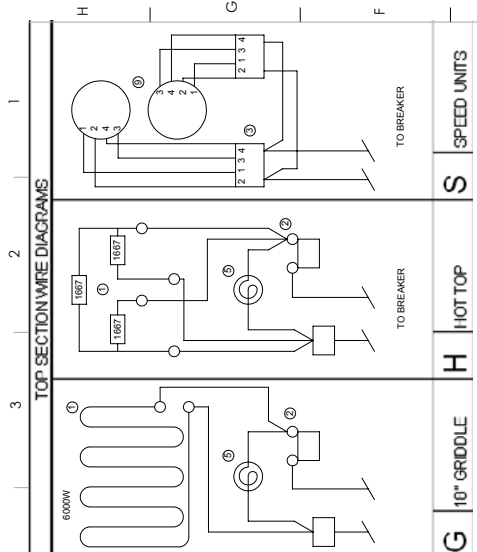 3
2
1
TOP SECTION WIRE DIAGRAMS
H
G
F
6000W
1
5
2
G
10" GRIDDLE
1667
1667
1667
1
5
2
TO BREAKER
H
HOT TOP
1
2
4
3
9
3
4
2
1
3
2 1 3 4
2 1 3 4
TO BREAKER
S
SPEED UNITS